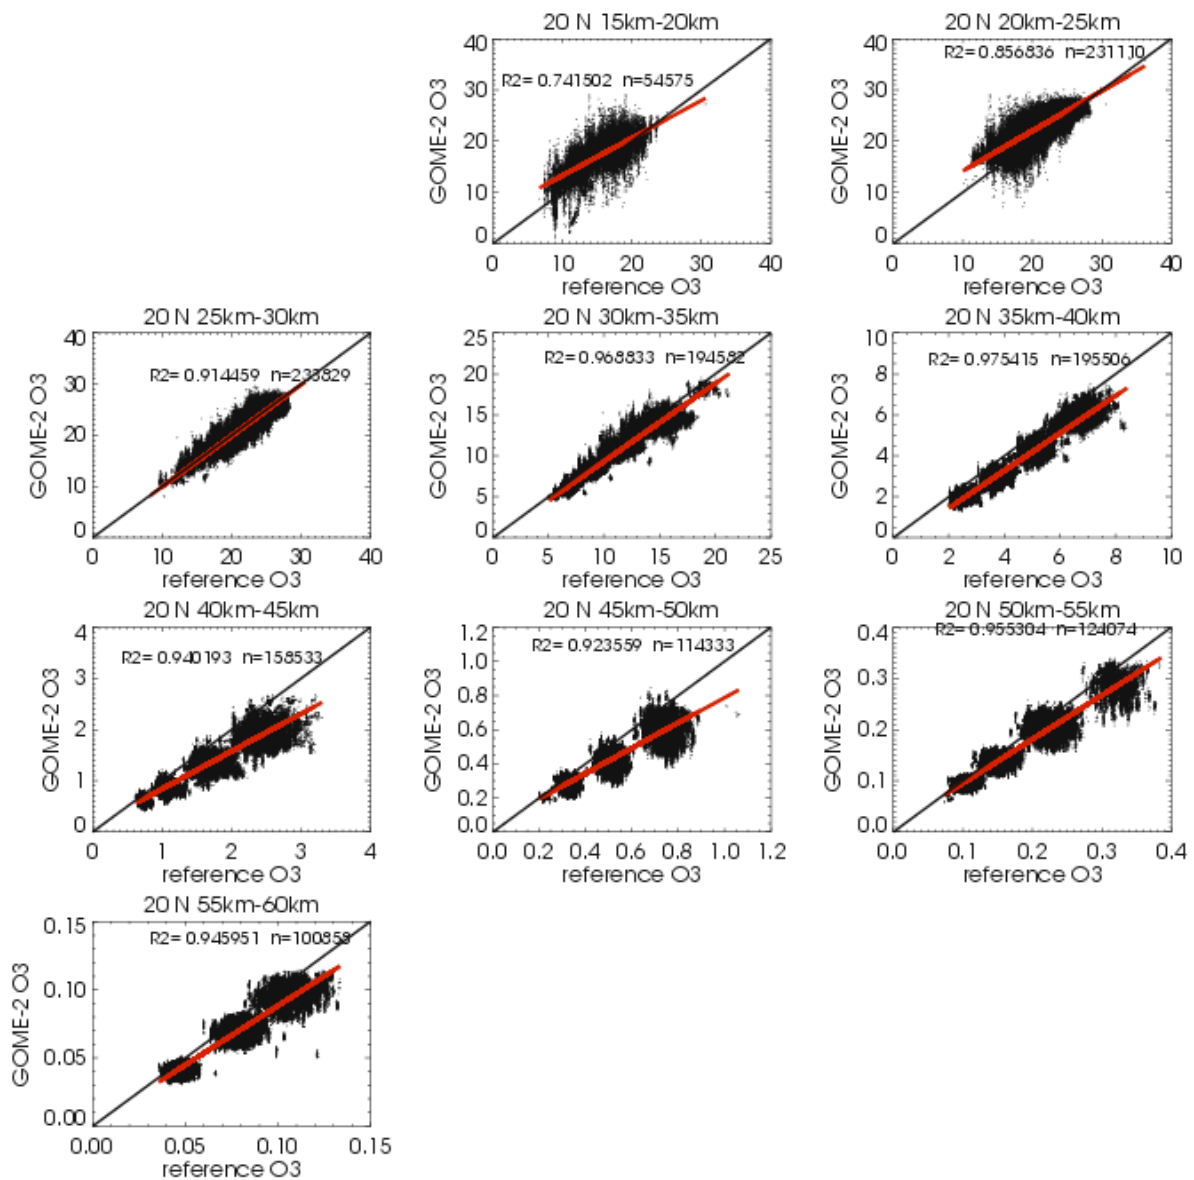 20 N 15km-20km
R2= 0.741502 n=54575
GOME-2 O3
40
30
20
10
0
0 10 20 30 40
reference O3
20 N 20km-25km
R2= 0.856836 n=231110
GOME-2 O3
40
30
20
10
0
0 10 20 30 40
reference O3
20 N 25km-30km
R2= 0.914459 n=233829
GOME-2 O3
40
30
20
10
0
0 10 20 30 40
reference O3
20 N 30km-35km
R2= 0.968833 n=194582
GOME-2 O3
25
20
15
10
5
0
0 5 10 15 20 25
reference O3
20 N 35km-40km
R2= 0.975415 n=195506
GOME-2 O3
10
8
6
4
2
0
0 2 4 6 8 10
reference O3
20 N 40km-45km
R2= 0.940193 n=158533
GOME-2 O3
4
3
2
1
0
0 1 2 3 4
reference O3
20 N 45km-50km
R2= 0.923559 n=114333
GOME-2 O3
1.2
1.0
0.8
0.6
0.4
0.2
0.0
0.0 0.2 0.4 0.6 0.8 1.0 1.2
reference O3
20 N 50km-55km
R2= 0.955304 n=124074
GOME-2 O3
0.4
0.3
0.2
0.1
0.0
0.0 0.1 0.2 0.3 0.4
reference O3
20 N 55km-60km
R2= 0.945951 n=100858
GOME-2 O3
0.15
0.10
0.05
0.00
0.00 0.05 0.10 0.15
reference O3